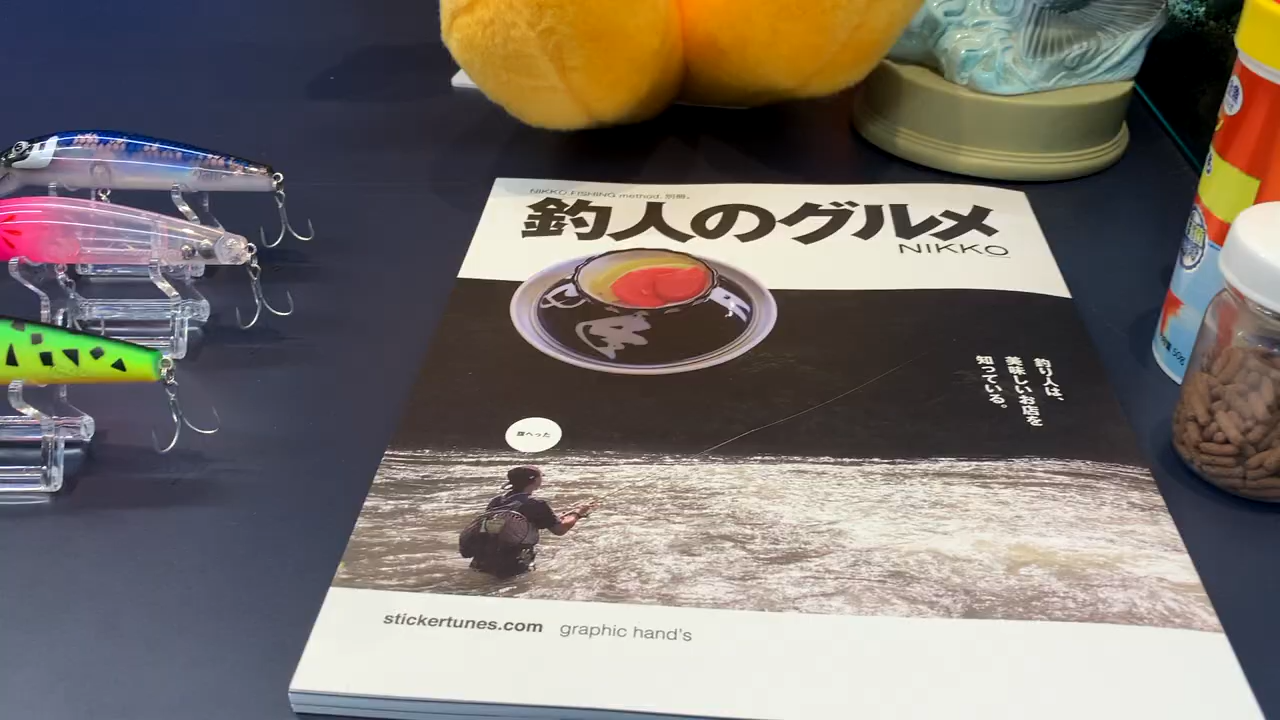 NIKKO FISHING method. 別冊。
釣人のグルメ
NIKKO
釣り人は、
美味しいお店を
知っている。
腹へった
stickertunes.com graphic hand's
50g